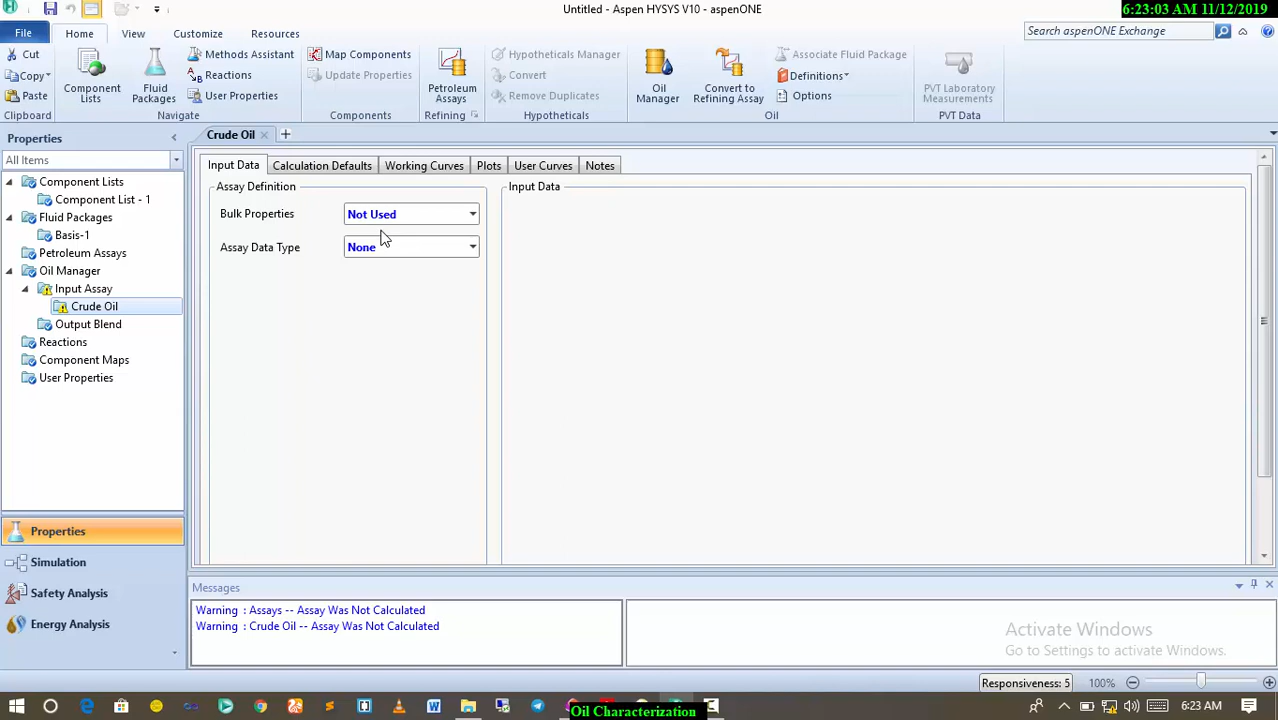 Untitled - Aspen HYSYS V10 - aspenONE
6:23:03 AM 11/12/2019
File
Home
View
Customize
Resources
Search aspenONE Exchange
Cut
Copy
Paste
Clipboard
Component Lists
Fluid Packages
Methods Assistant
Reactions
User Properties
Navigate
Map Components
Update Properties
Components
Petroleum Assays
Refining
Hypotheticals Manager
Convert
Remove Duplicates
Hypotheticals
Oil Manager
Convert to Refining Assay
Associate Fluid Package
Definitions
Options
Oil
PVT Laboratory Measurements
PVT Data
Properties
All Items
Component Lists
Component List - 1
Fluid Packages
Basis-1
Petroleum Assays
Oil Manager
Input Assay
Crude Oil
Output Blend
Reactions
Component Maps
User Properties
Properties
Simulation
Safety Analysis
Energy Analysis
Crude Oil
Input Data
Calculation Defaults
Working Curves
Plots
User Curves
Notes
Assay Definition
Bulk Properties
Not Used
Assay Data Type
None
Input Data
Messages
Warning : Assays -- Assay Was Not Calculated
Warning : Crude Oil -- Assay Was Not Calculated
Activate Windows
Go to Settings to activate Windows.
Responsiveness: 5
100%
Oil Characterization
6:23 AM